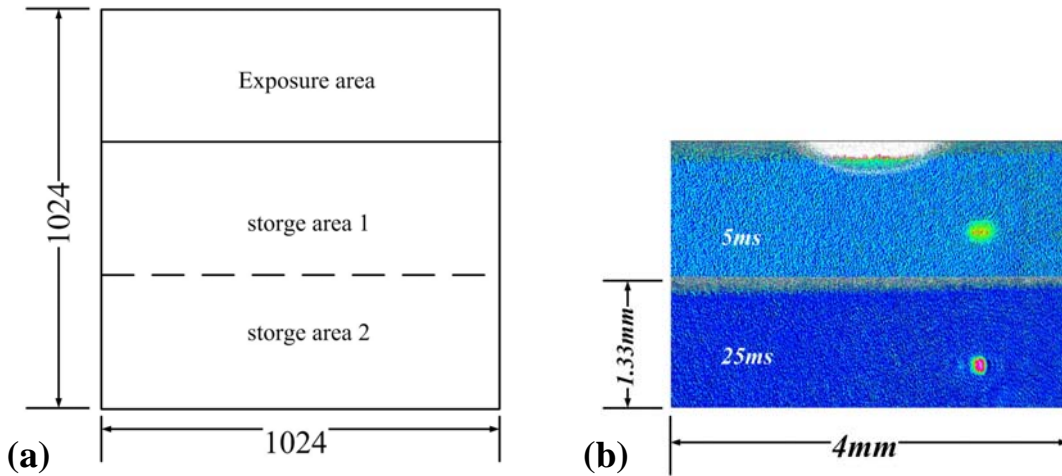 Exposure area
storge area 1
storge area 2
1024
1024
(a)
5ms
25ms
1.33mm
4mm
(b)